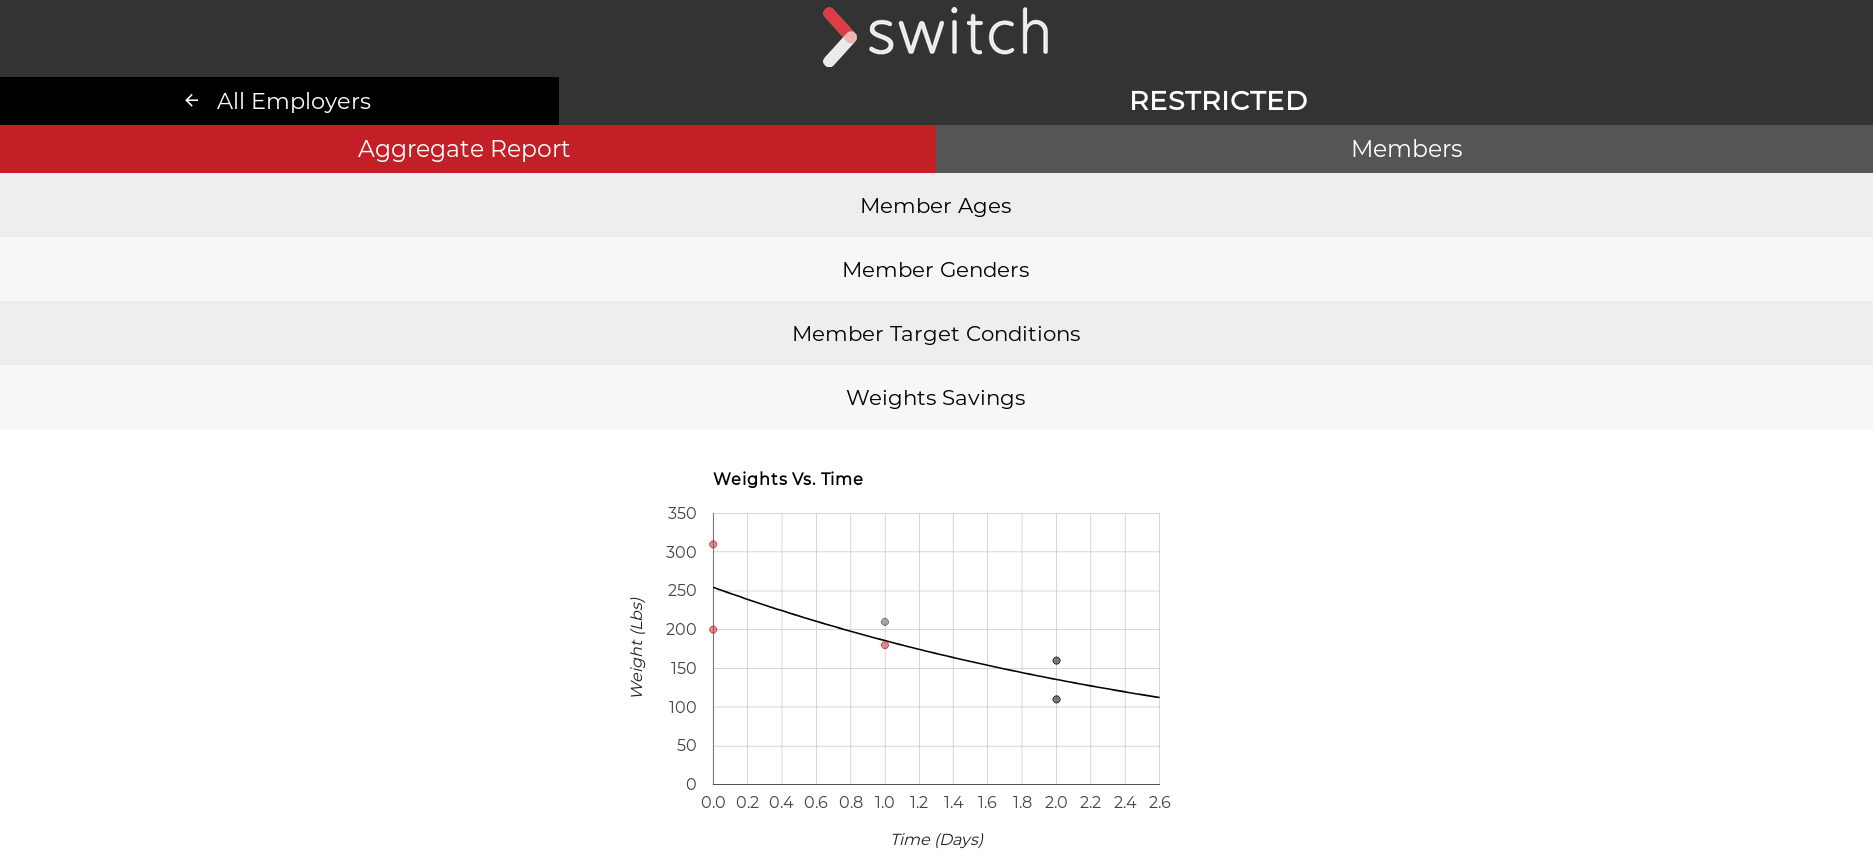 switch
← All Employers
RESTRICTED
Aggregate Report
Members
Member Ages
Member Genders
Member Target Conditions
Weights Savings
Weights Vs. Time
350
300
250
200
150
100
50
0
Weight (Lbs)
0.0 0.2 0.4 0.6 0.8 1.0 1.2 1.4 1.6 1.8 2.0 2.2 2.4 2.6
Time (Days)